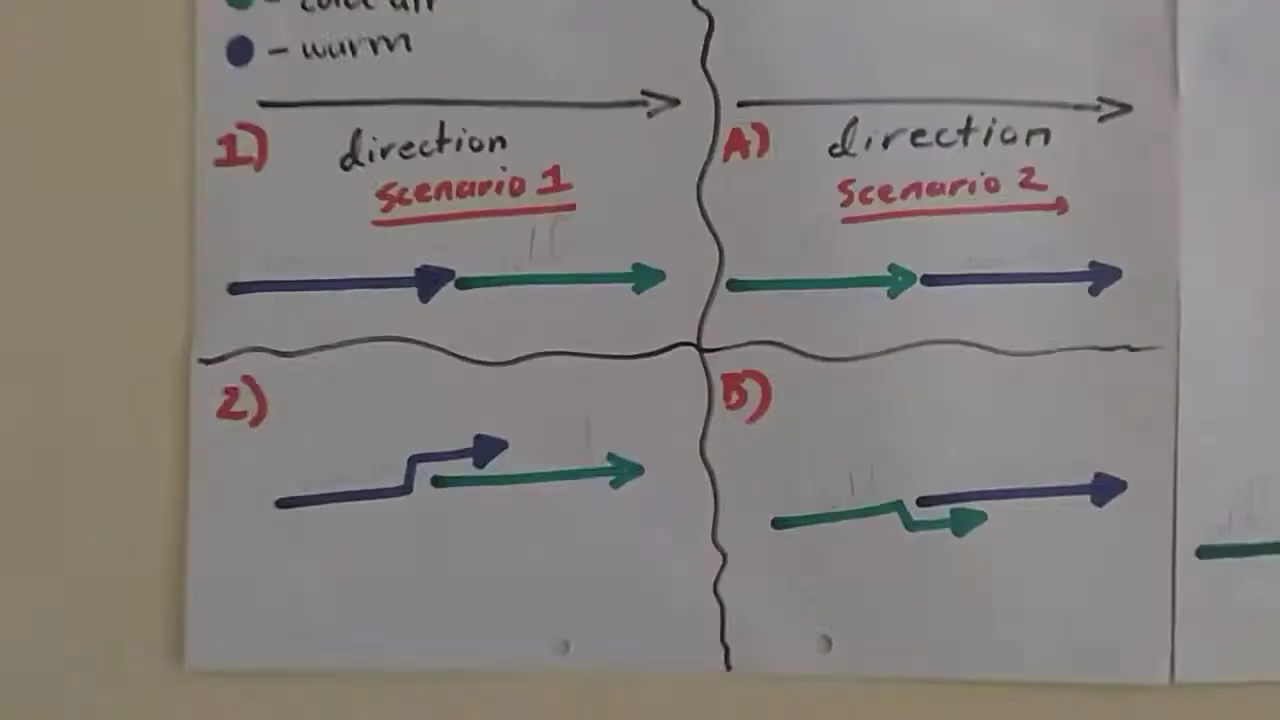 - warm
1) direction
scenario 1
A) direction
scenario 2
2)
B)